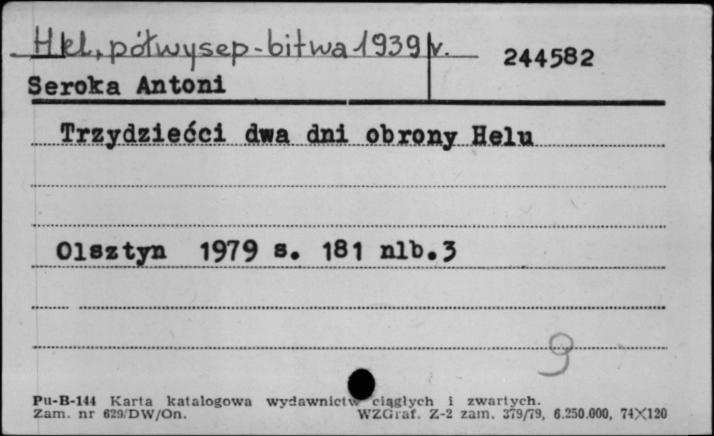 Hel, półwysep-bitwa 1939 r. 244582
Seroka Antoni
Trzydzieści dwa dni obrony Helu
Olsztyn 1979 s. 181 nlb.3
9
Pu-B-144 Karta katalogowa wydawnictw ciągłych i zwartych.
Zam. nr 629/DW/On. WZGraf. Z-2 zam. 379/79, 6.250.000, 74X120